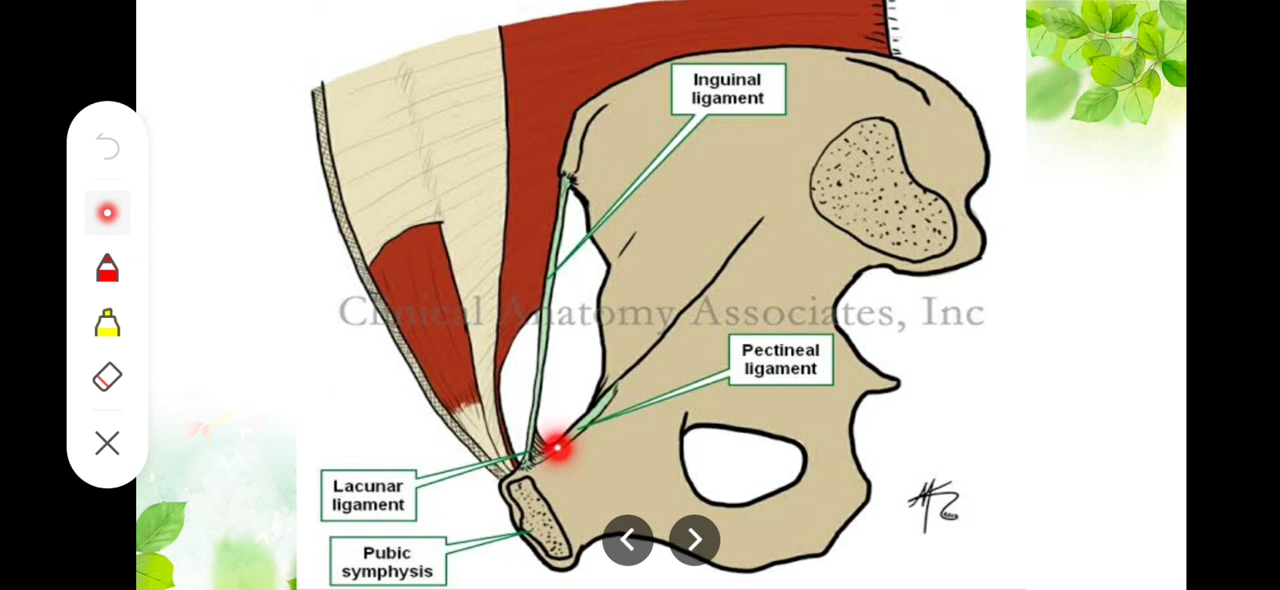 Inguinal
ligament
Clinical Anatomy Associates, Inc
Pectineal
ligament
Lacunar
ligament
Pubic
symphysis